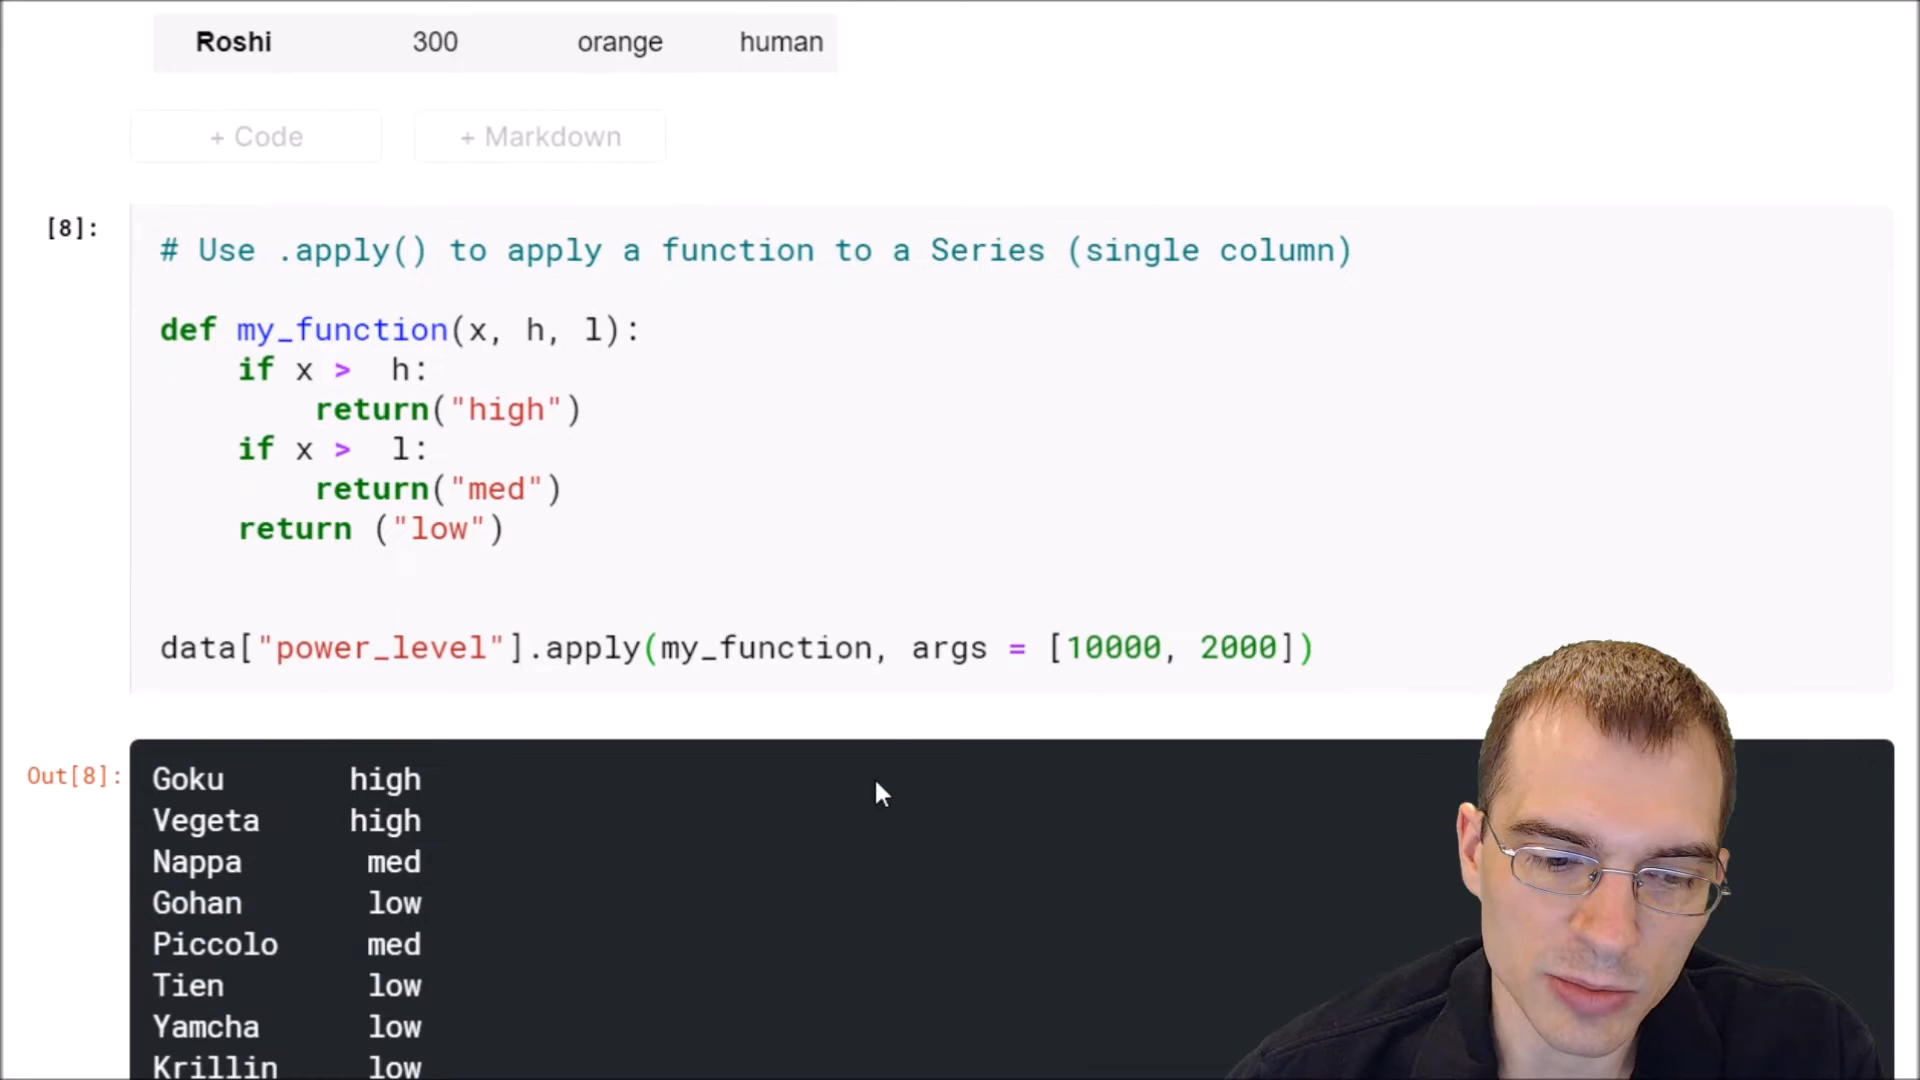 Roshi 300 orange human
+ Code + Markdown
[8]:
# Use .apply() to apply a function to a Series (single column)
def my_function(x, h, l):
    if x >  h:
        return("high")
    if x >  l:
        return("med")
    return ("low")
data["power_level"].apply(my_function, args = [10000, 2000])
Out[8]:
Goku high
Vegeta high
Nappa med
Gohan low
Piccolo med
Tien low
Yamcha low
Krillin low